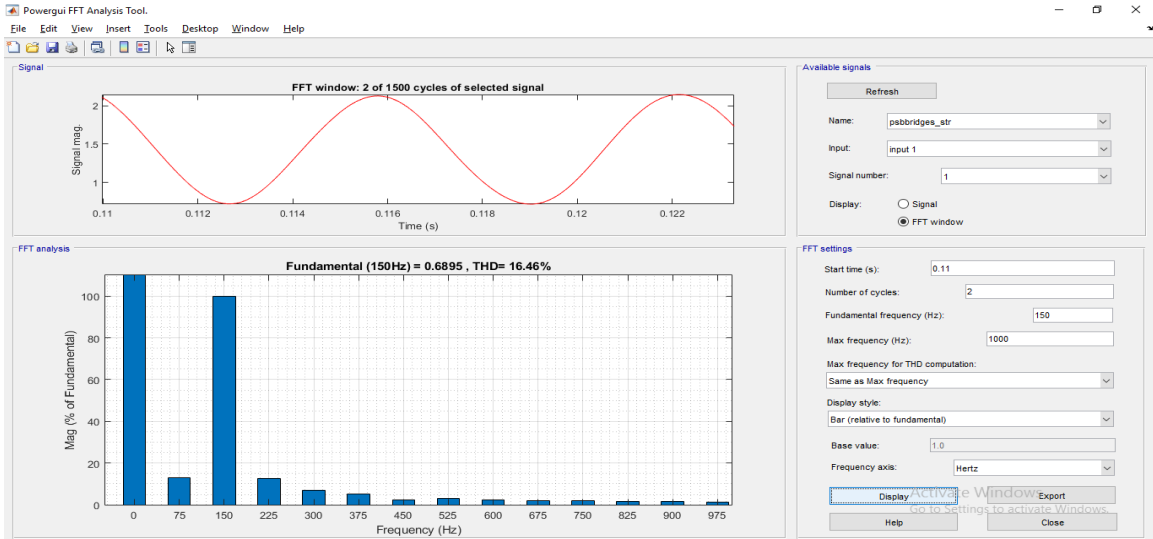 Powergui FFT Analysis Tool.
File Edit View Insert Tools Desktop Window Help
Signal
FFT window: 2 of 1500 cycles of selected signal
Signal mag.
2
1.5
1
0.11 0.112 0.114 0.116 0.118 0.12 0.122
Time (s)
FFT analysis
Fundamental (150Hz) = 0.6895 , THD= 16.46%
Mag (% of Fundamental)
100
80
60
40
20
0
0 75 150 225 300 375 450 525 600 675 750 825 900 975
Frequency (Hz)
Available signals
Refresh
Name: psbbridges_str
Input: input 1
Signal number: 1
Display: Signal
FFT window
FFT settings
Start time (s): 0.11
Number of cycles: 2
Fundamental frequency (Hz): 150
Max frequency (Hz): 1000
Max frequency for THD computation:
Same as Max frequency
Display style:
Bar (relative to fundamental)
Base value: 1.0
Frequency axis: Hertz
Display Export
Activate Windows
Go to Settings to activate Windows.
Help Close